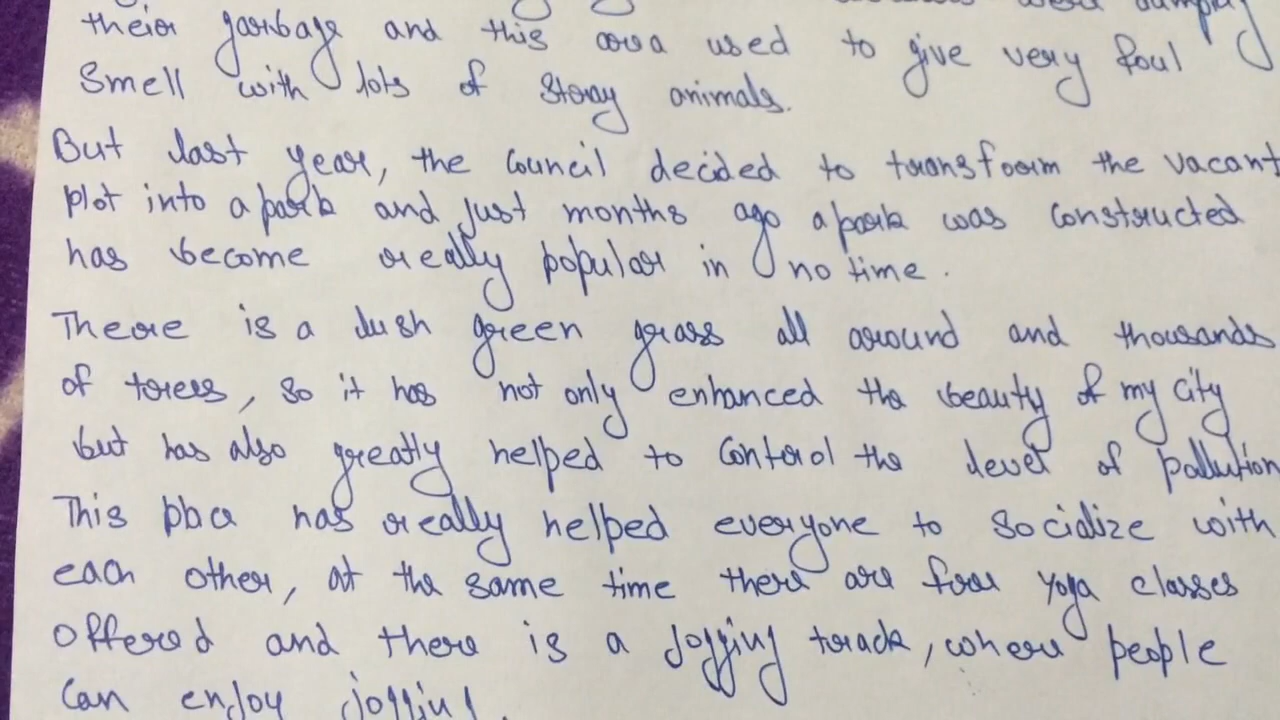 were dumping
their garbage and this area used to give very foul
Smell with lots of stray animals.
But last year, the Council decided to transform the vacant
plot into a park and just months ago a park was constructed
has become really popular in no time.
There is a lush green grass all around and thousands
of trees, so it has not only enhanced the beauty of my city
but has also greatly helped to control the level of pollution
This place has really helped everyone to socialize with
each other, at the same time there are free yoga classes
offered and there is a jogging track, where people
can enjoy jogging.